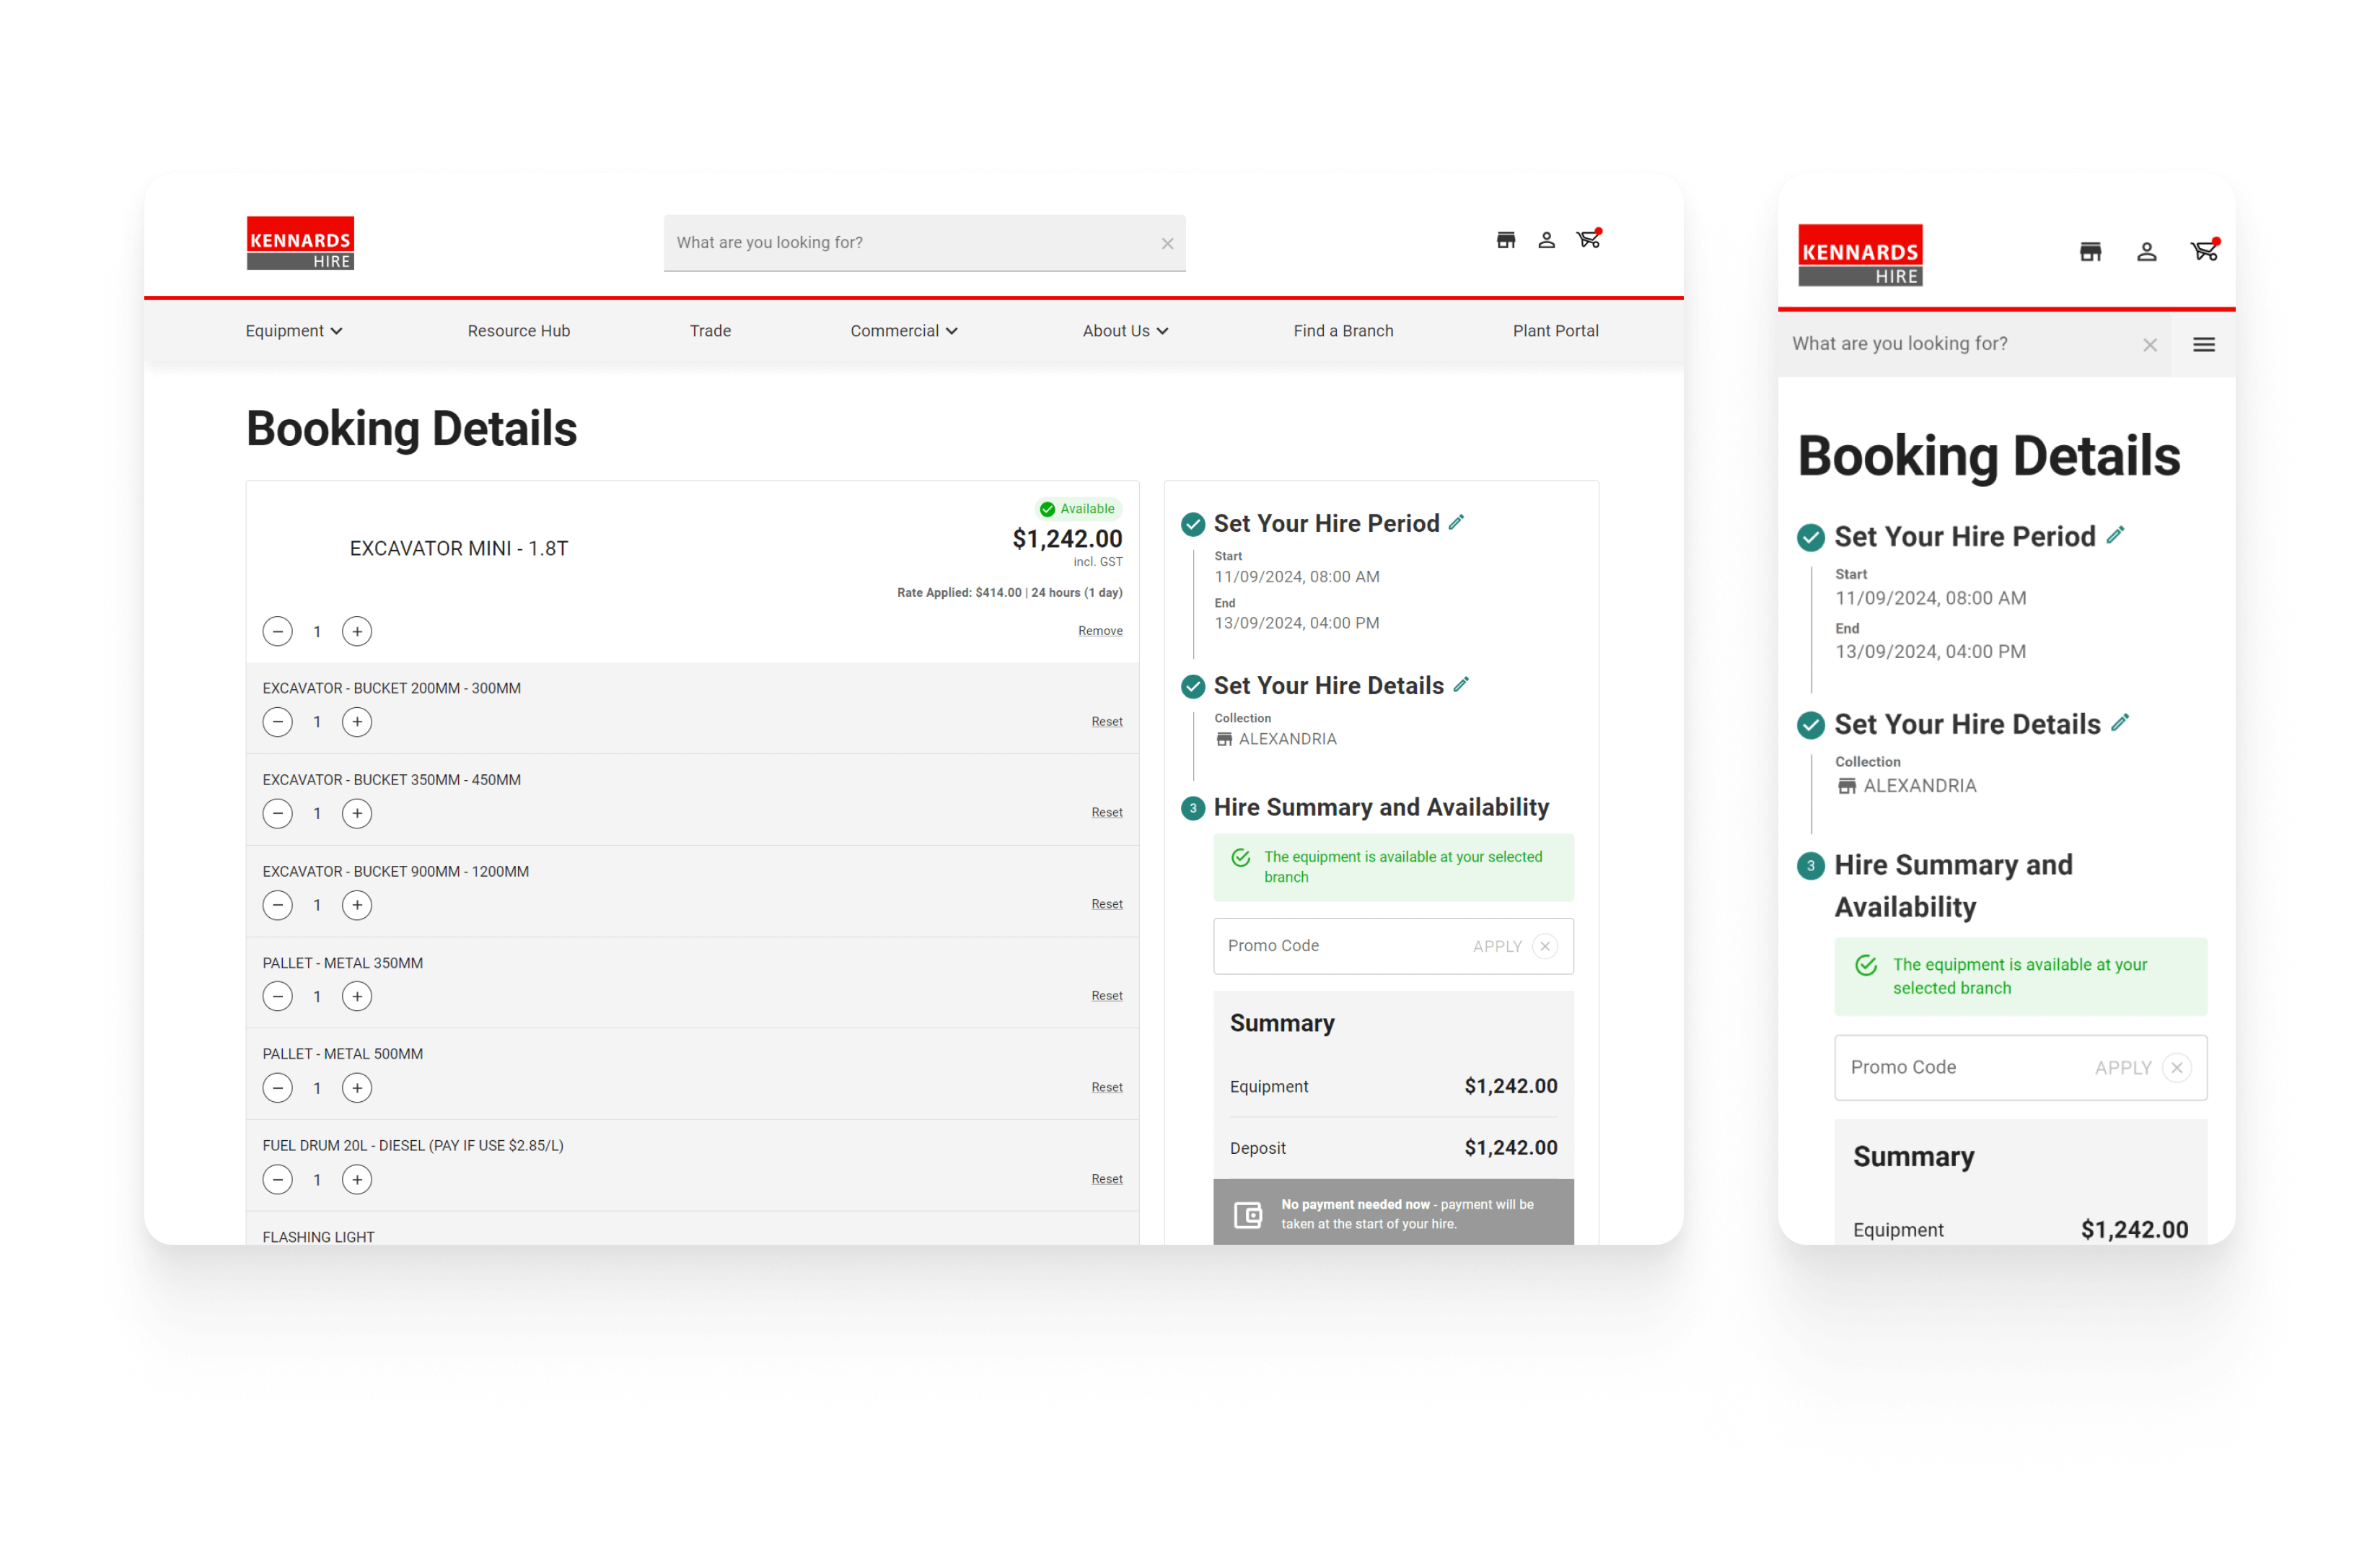 KENNARDS
HIRE
What are you looking for?
Equipment
Resource Hub
Trade
Commercial
About Us
Find a Branch
Plant Portal
Booking Details
Available
EXCAVATOR MINI - 1.8T
$1,242.00
incl. GST
Rate Applied: $414.00 | 24 hours (1 day)
1
Remove
EXCAVATOR - BUCKET 200MM - 300MM
1
Reset
EXCAVATOR - BUCKET 350MM - 450MM
1
Reset
EXCAVATOR - BUCKET 900MM - 1200MM
1
Reset
PALLET - METAL 350MM
1
Reset
PALLET - METAL 500MM
1
Reset
FUEL DRUM 20L - DIESEL (PAY IF USE $2.85/L)
1
Reset
FLASHING LIGHT
Set Your Hire Period
Start
11/09/2024, 08:00 AM
End
13/09/2024, 04:00 PM
Set Your Hire Details
Collection
ALEXANDRIA
3
Hire Summary and Availability
The equipment is available at your selected
branch
Promo Code
APPLY
Summary
Equipment
$1,242.00
Deposit
$1,242.00
No payment needed now - payment will be
taken at the start of your hire.
KENNARDS
HIRE
What are you looking for?
Booking Details
Set Your Hire Period
Start
11/09/2024, 08:00 AM
End
13/09/2024, 04:00 PM
Set Your Hire Details
Collection
ALEXANDRIA
3
Hire Summary and
Availability
The equipment is available at your
selected branch
Promo Code
APPLY
Summary
Equipment
$1,242.00